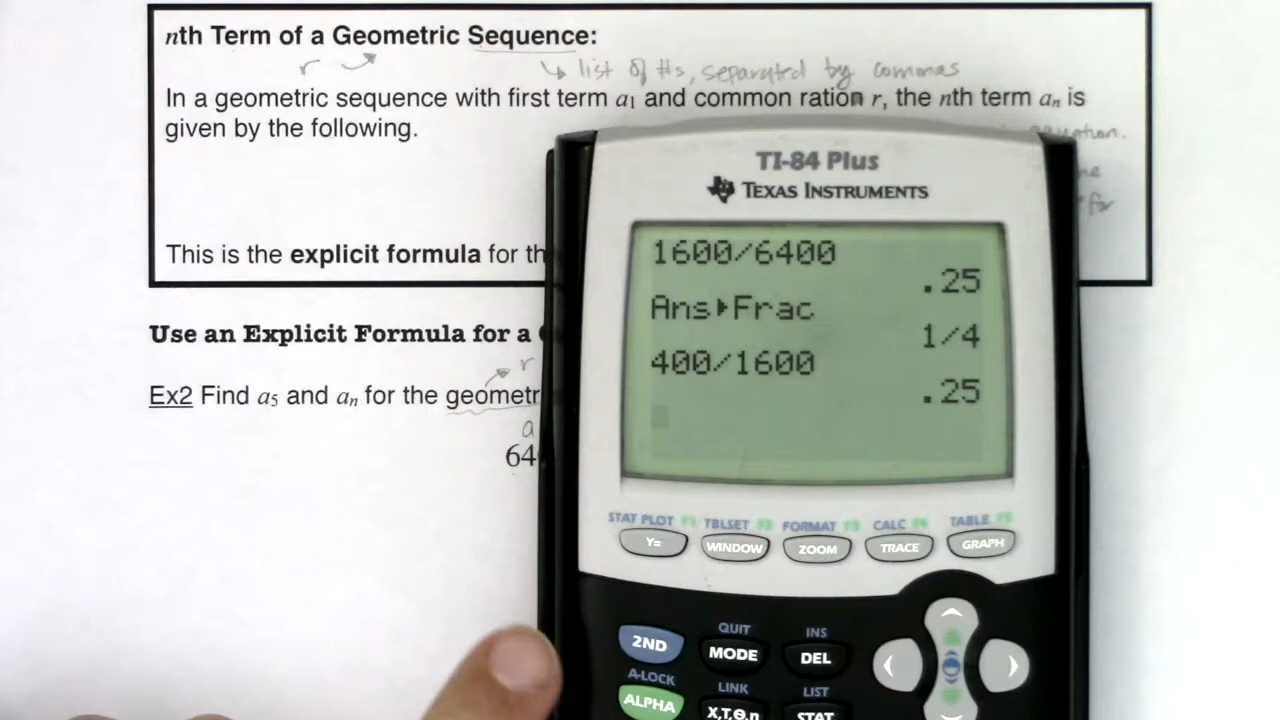 nth Term of a Geometric Sequence:
r
↳ list of #s, separated by commas
In a geometric sequence with first term a₁ and common ration r, the nth term aₙ is
given by the following.
for
This is the explicit formula for th
Use an Explicit Formula for a
r
Ex2 Find a₅ and aₙ for the geometr
a
64
TI-84 Plus
TEXAS INSTRUMENTS
1600/6400
.25
Ans▸Frac
1/4
400/1600
.25
STAT PLOT F1 TBLSET F2 FORMAT F3 CALC F4 TABLE F5
Y= WINDOW ZOOM TRACE GRAPH
QUIT INS
2ND MODE DEL
A-LOCK LINK LIST
ALPHA X,T,Θ,n STAT